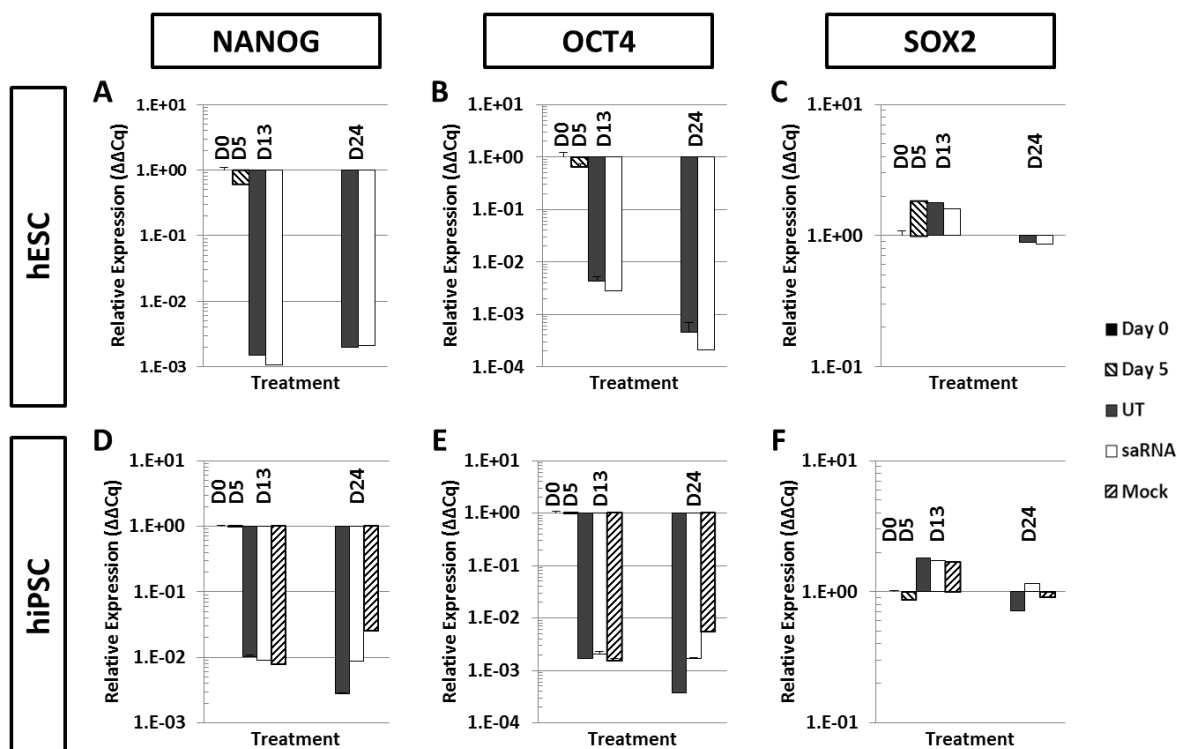 NANOG
OCT4
SOX2
hESC
A
Relative Expression (ΔΔCq)
1.E+01
1.E+00
1.E-01
1.E-02
1.E-03
D0
D5
D13
D24
Treatment
B
Relative Expression (ΔΔCq)
1.E+01
1.E+00
1.E-01
1.E-02
1.E-03
1.E-04
D0
D5
D13
D24
Treatment
C
Relative Expression (ΔΔCq)
1.E+01
1.E+00
1.E-01
D0
D5
D13
D24
Treatment
Day 0
Day 5
UT
saRNA
Mock
hiPSC
D
Relative Expression (ΔΔCq)
1.E+01
1.E+00
1.E-01
1.E-02
1.E-03
D0
D5
D13
D24
Treatment
E
Relative Expression (ΔΔCq)
1.E+01
1.E+00
1.E-01
1.E-02
1.E-03
1.E-04
D0
D5
D13
D24
Treatment
F
Relative Expression (ΔΔCq)
1.E+01
1.E+00
1.E-01
D0
D5
D13
D24
Treatment